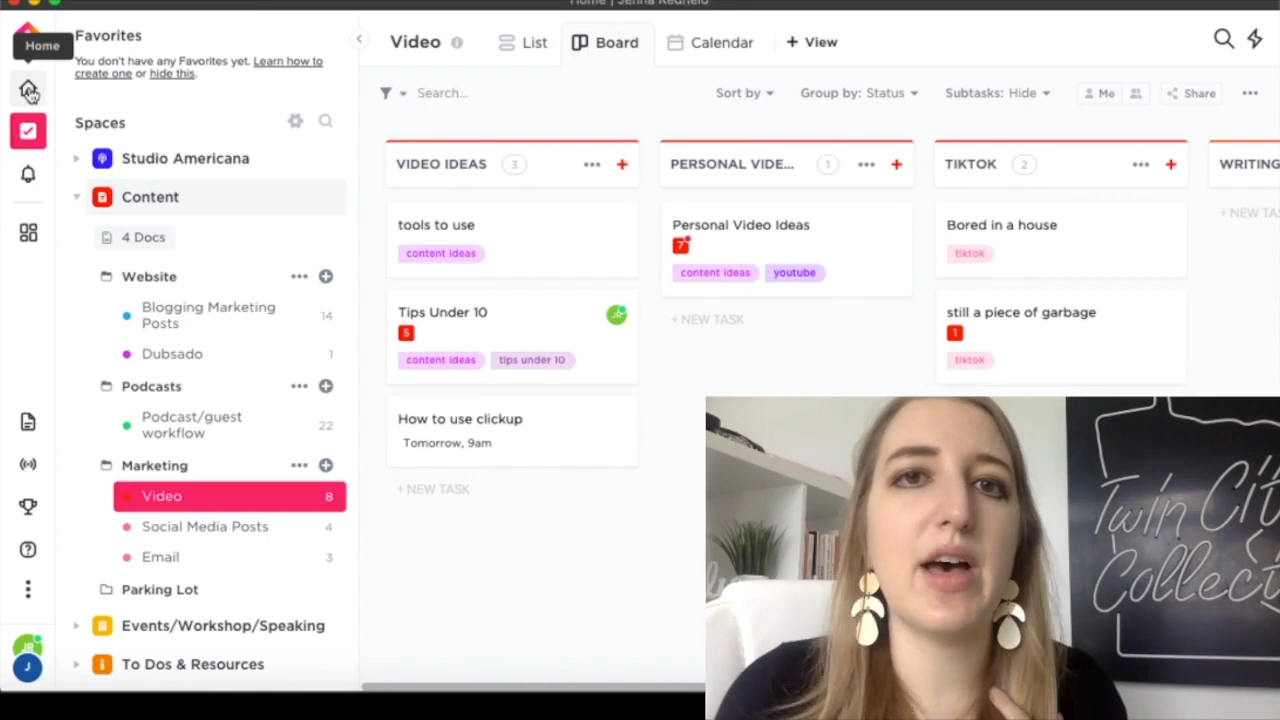 Home | Jenna Redfield
Home
Favorites
You don't have any Favorites yet. Learn how to
create one or hide this.
Spaces
Studio Americana
Content
4 Docs
Website
Blogging Marketing
Posts
14
Dubsado
1
Podcasts
Podcast/guest
workflow
22
Marketing
Video
8
Social Media Posts
4
Email
3
Parking Lot
Events/Workshop/Speaking
To Dos & Resources
JR
J
Video
List
Board
Calendar
+ View
Search...
Sort by
Group by: Status
Subtasks: Hide
Me
Share
VIDEO IDEAS 3
tools to use
content ideas
Tips Under 10
JR
5
content ideas tips under 10
How to use clickup
Tomorrow, 9am
+ NEW TASK
PERSONAL VIDE... 1
Personal Video Ideas
7
content ideas youtube
+ NEW TASK
TIKTOK 2
Bored in a house
tiktok
still a piece of garbage
1
tiktok
WRITING
+ NEW TAS
Twin Cit
Collect